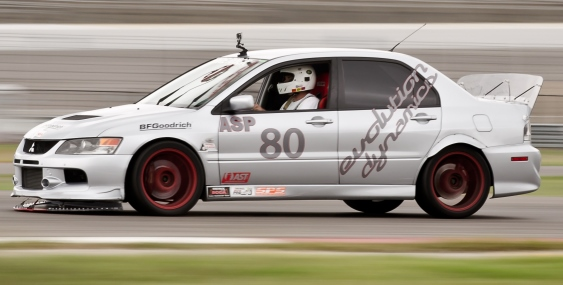 BFGoodrich
ASP
80
evolution
dynamics